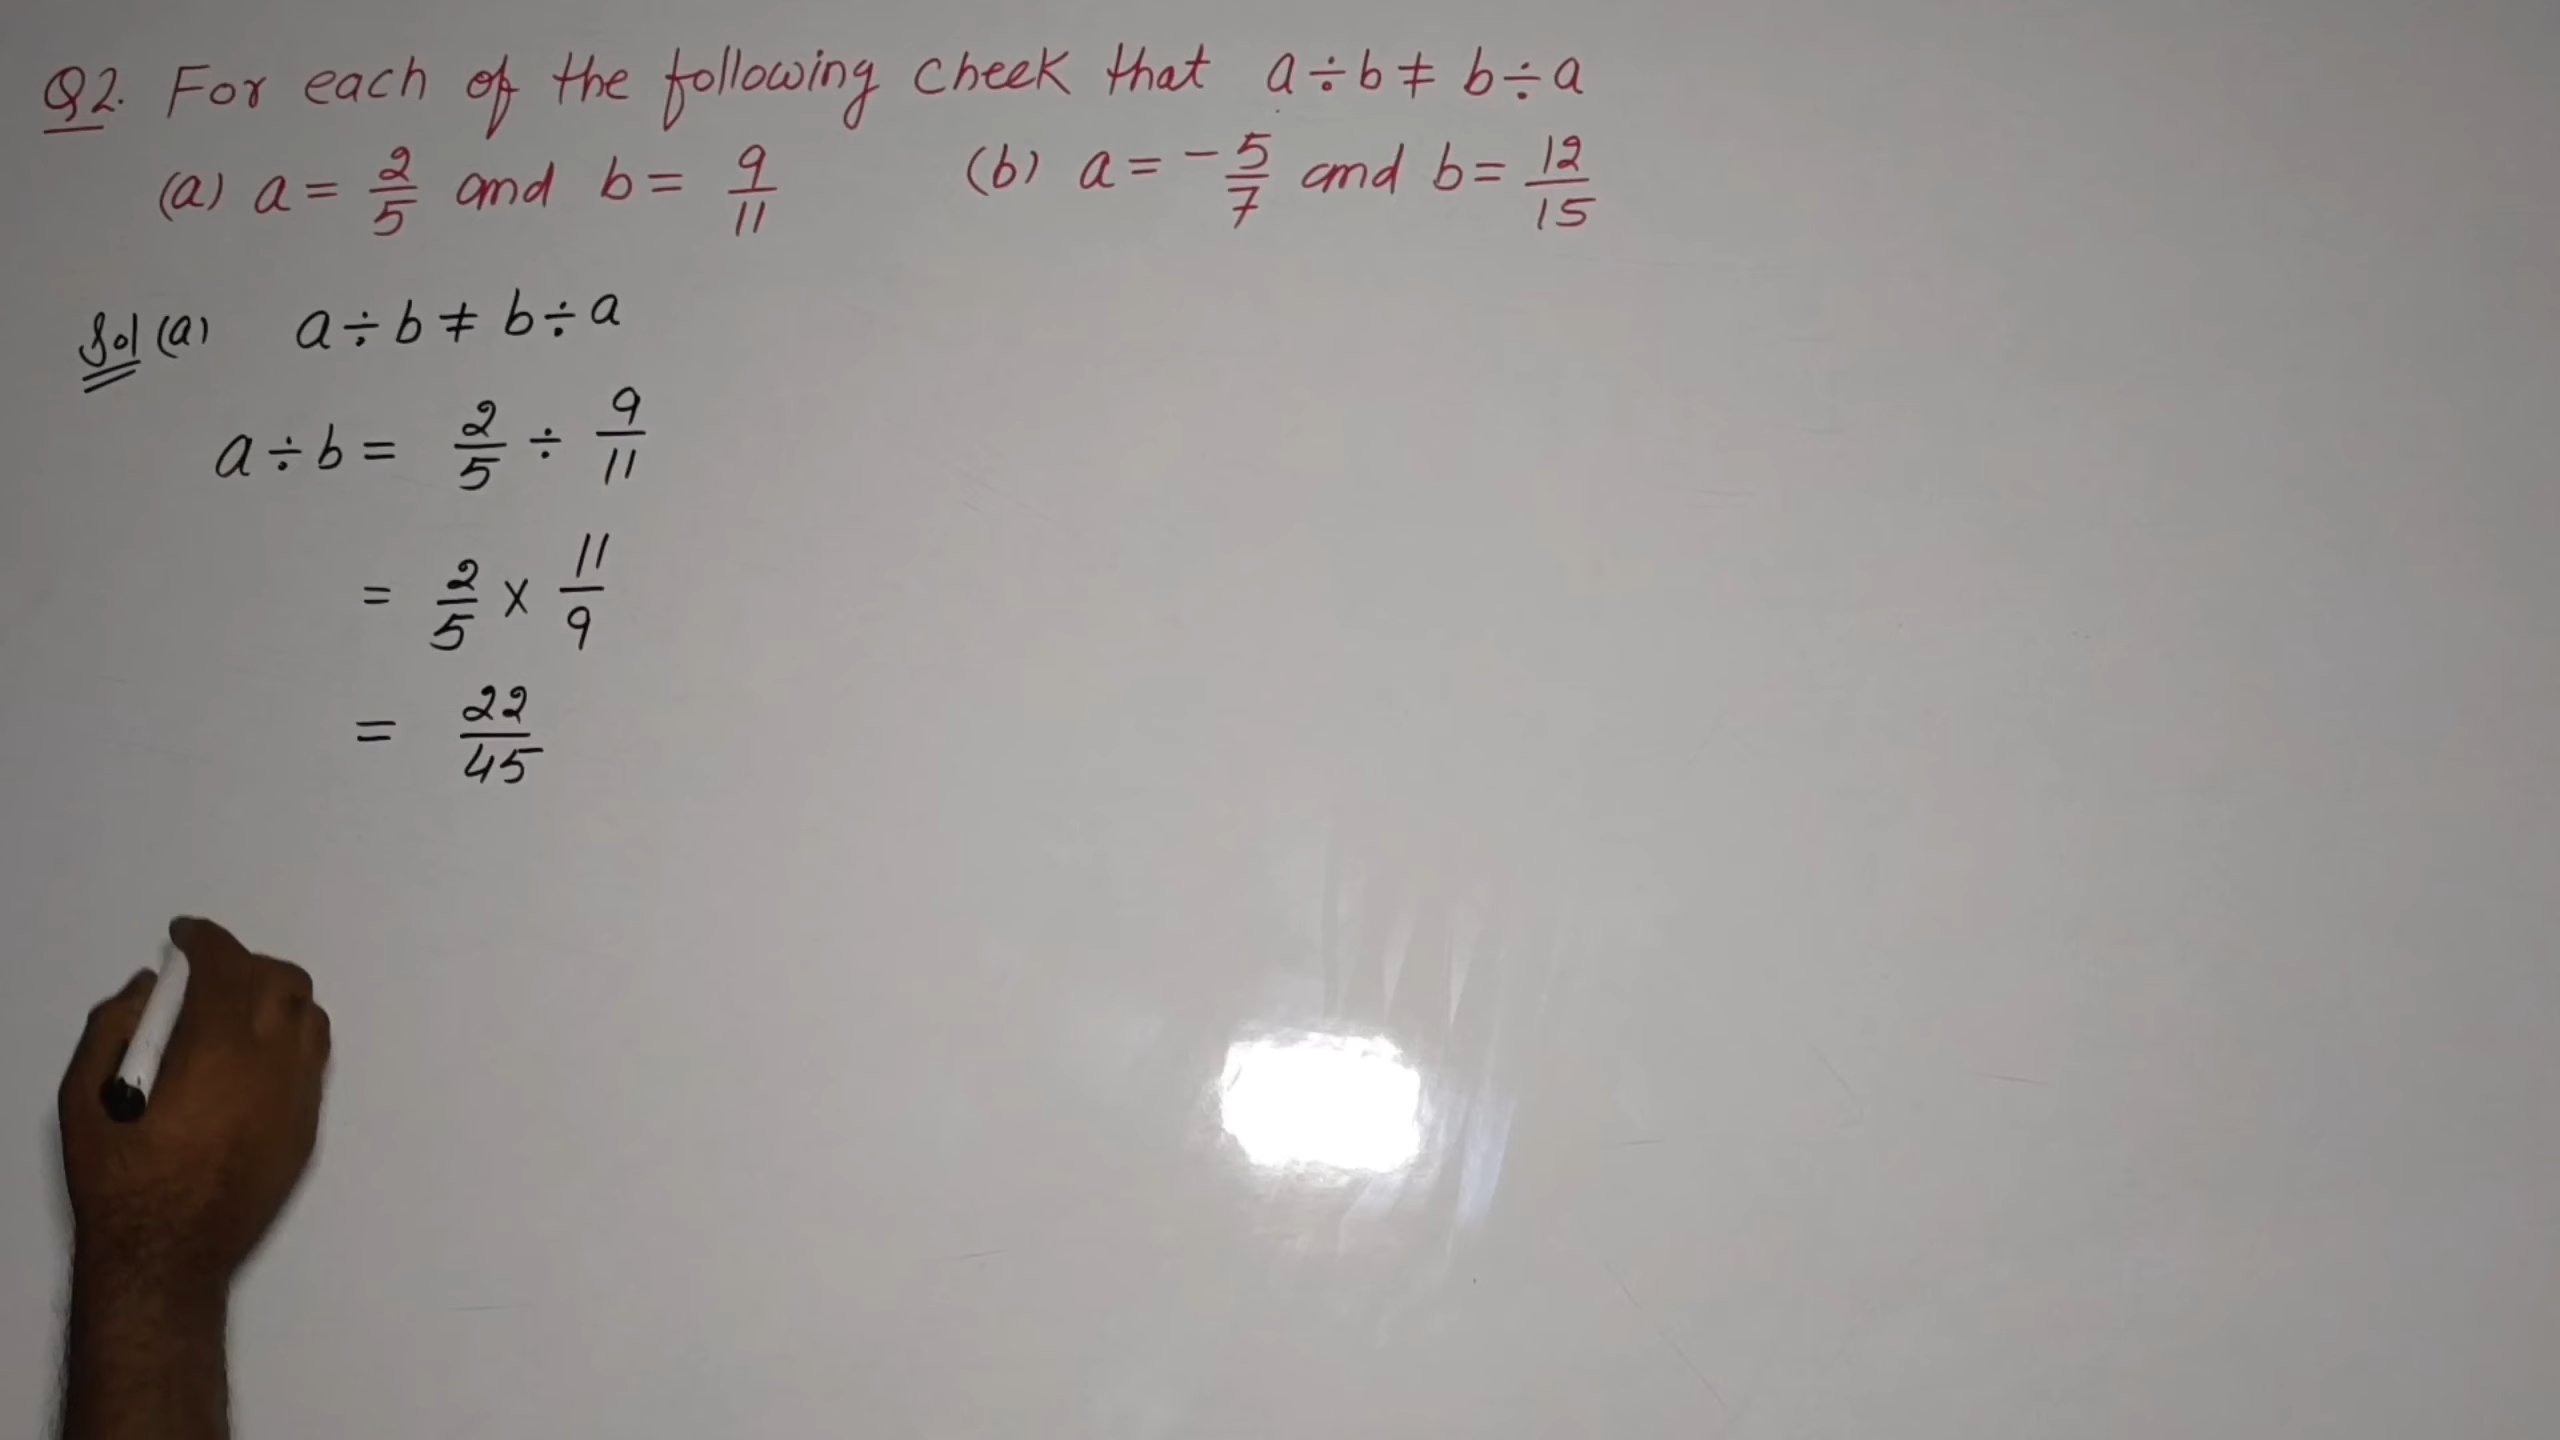 Q2. For each of the following cheek that a÷b≠ b÷a
(a) a = 2/5 and b = 9/11 (b) a = -5/7 and b = 12/15
Sol (a) a÷b ≠ b÷a
a÷b = 2/5 ÷ 9/11
= 2/5 x 11/9
= 22/45